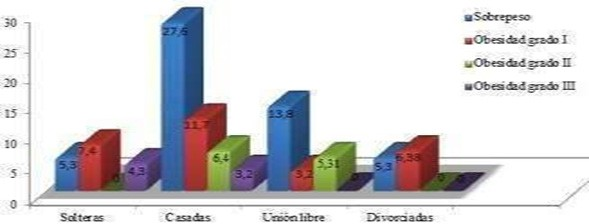 Sobrepeso
Obesidad grado I
Obesidad grado II
Obesidad grado III
30
25
20
15
10
5
0
5,3
7,4
0
4,3
27,6
11,7
6,4
3,2
13,8
3,2
5,31
0
5,3
6,38
0
0
Solteras
Casadas
Unión libre
Divorciadas